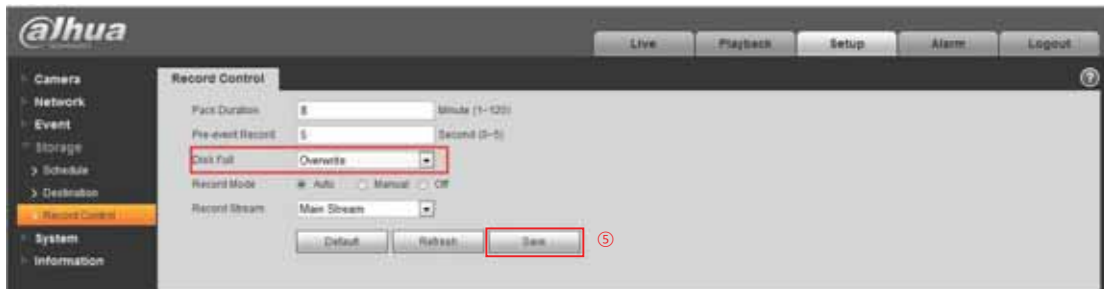 alhua
Live Playback Setup Alarm Logout
Camera
Network
Event
Storage
Schedule
Destination
Record Control
System
Information
Record Control
Pack Duration 8 Minute (1~120)
Pre-event Record 5 Second (0~5)
Disk Full Overwrite
Record Mode Auto Manual Off
Record Stream Main Stream
Default Refresh Save ⑤